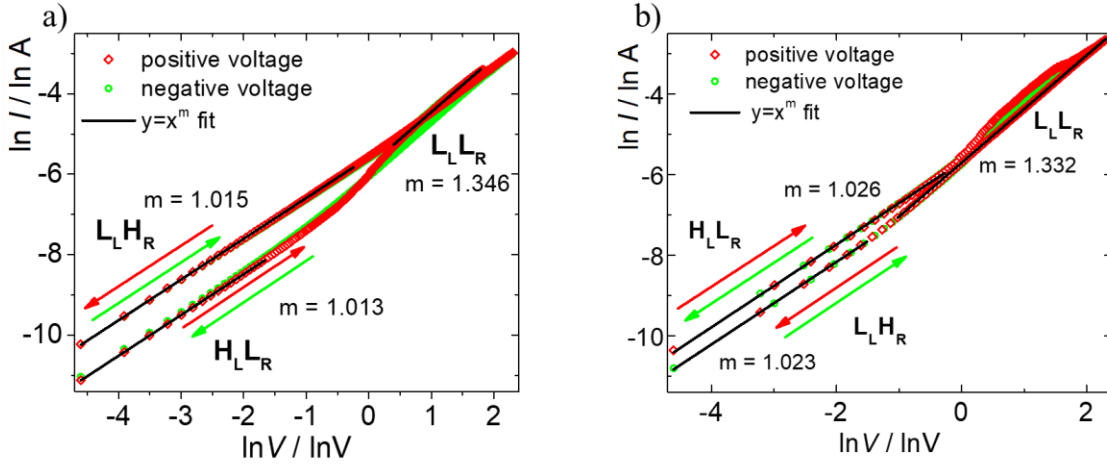 a)
positive voltage
negative voltage
y=x^m fit
L_L L_R
m = 1.346
m = 1.015
L_L H_R
m = 1.013
H_L L_R
-4
-6
-8
-10
ln / ln A
-4 -3 -2 -1 0 1 2
lnV / lnV
b)
positive voltage
negative voltage
y=x^m fit
L_L L_R
m = 1.332
m = 1.026
H_L L_R
L_L H_R
m = 1.023
-4
-6
-8
-10
ln / ln A
-4 -2 0 2
lnV / lnV